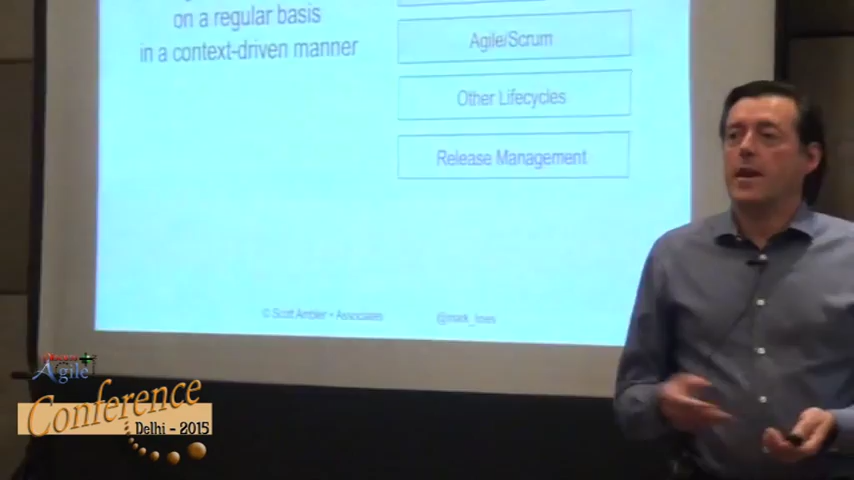 on a regular basis
in a context-driven manner
Agile/Scrum
Other Lifecycles
Release Management
© Scott Ambler + Associates
@mark_lines
Agile
Conference
Delhi - 2015